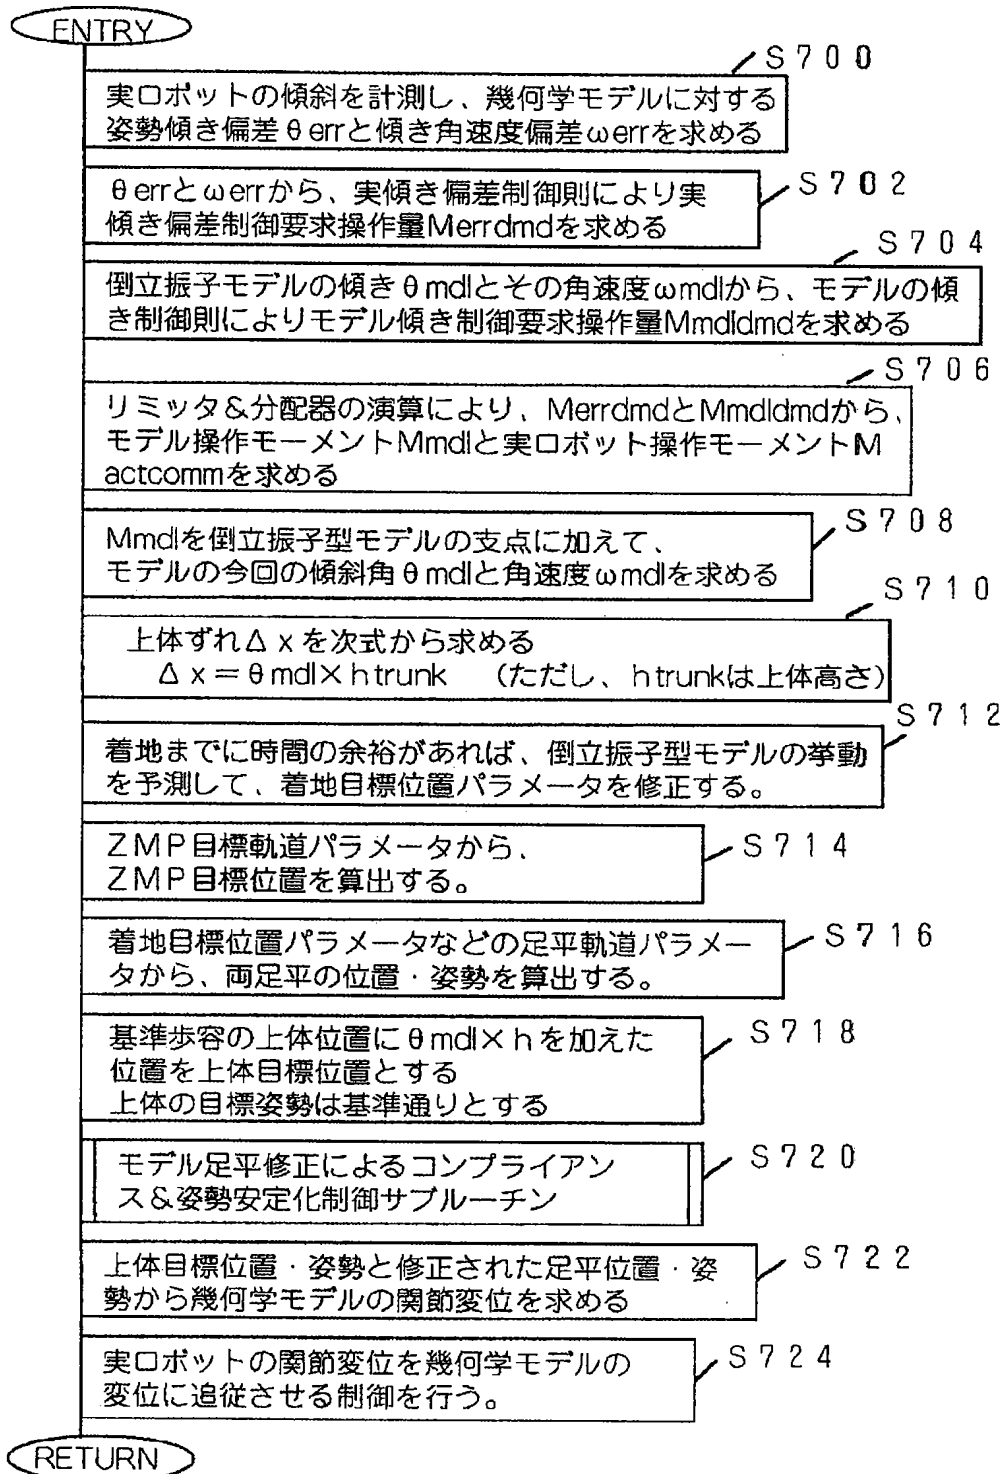 ENTRY
S700
実ロボットの傾斜を計測し、幾何学モデルに対する
姿勢傾き偏差θerrと傾き角速度偏差ωerrを求める
S702
θerrとωerrから、実傾き偏差制御則により実
傾き偏差制御要求操作量Merrdmdを求める
S704
倒立振子モデルの傾きθmdlとその角速度ωmdlから、モデルの傾
き制御則によりモデル傾き制御要求操作量Mmdldmdを求める
S706
リミッタ&分配器の演算により、MerrdmdとMmdldmdから、
モデル操作モーメントMmdlと実ロボット操作モーメントM
actcommを求める
S708
Mmdlを倒立振子型モデルの支点に加えて、
モデルの今回の傾斜角θmdlと角速度ωmdlを求める
S710
上体ずれΔxを次式から求める
Δx=θmdl×htrunk (ただし、htrunkは上体高さ)
S712
着地までに時間の余裕があれば、倒立振子型モデルの挙動
を予測して、着地目標位置パラメータを修正する。
S714
ZMP目標軌道パラメータから、
ZMP目標位置を算出する。
S716
着地目標位置パラメータなどの足平軌道パラメー
タから、両足平の位置・姿勢を算出する。
S718
基準歩容の上体位置にθmdl×hを加えた
位置を上体目標位置とする
上体の目標姿勢は基準通りとする
S720
モデル足平修正によるコンプライアン
ス&姿勢安定化制御サブルーチン
S722
上体目標位置・姿勢と修正された足平位置・姿
勢から幾何学モデルの関節変位を求める
S724
実ロボットの関節変位を幾何学モデルの
変位に追従させる制御を行う。
RETURN